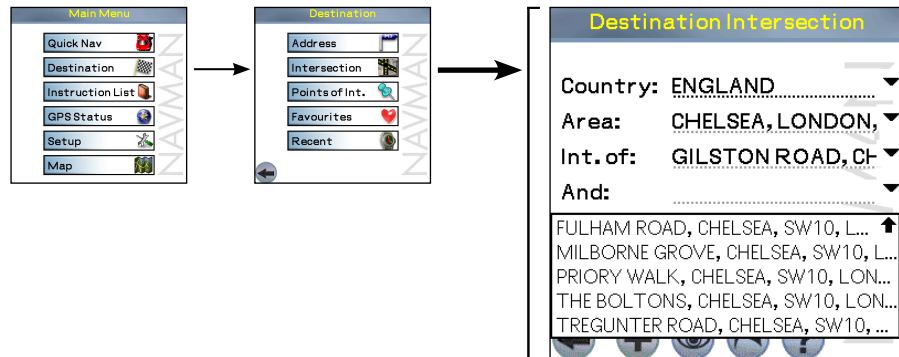 Main Menu
Quick Nav
Destination
Instruction List
GPS Status
Setup
Map
NAVMAN
Destination
Address
Intersection
Points of Int.
Favourites
Recent
NAVMAN
Destination Intersection
Country: ENGLAND
Area: CHELSEA, LONDON,
Int. of: GILSTON ROAD, CH
And:
FULHAM ROAD, CHELSEA, SW10, L...
MILBORNE GROVE, CHELSEA, SW10, L...
PRIORY WALK, CHELSEA, SW10, LON...
THE BOLTONS, CHELSEA, SW10, LON...
TREGUNTER ROAD, CHELSEA, SW10, ...
?